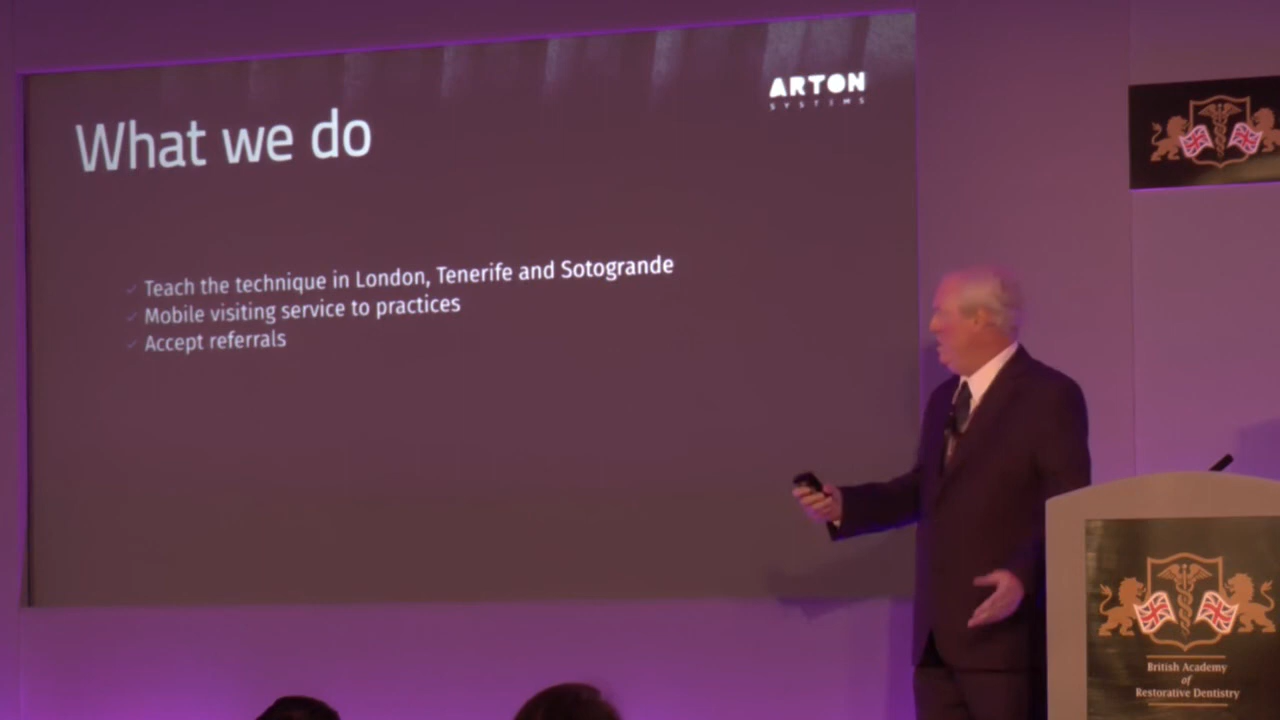 ARTON
SYSTEMS
What we do
Teach the technique in London, Tenerife and Sotogrande
Mobile visiting service to practices
Accept referrals
British Academy
of
Restorative Dentistry